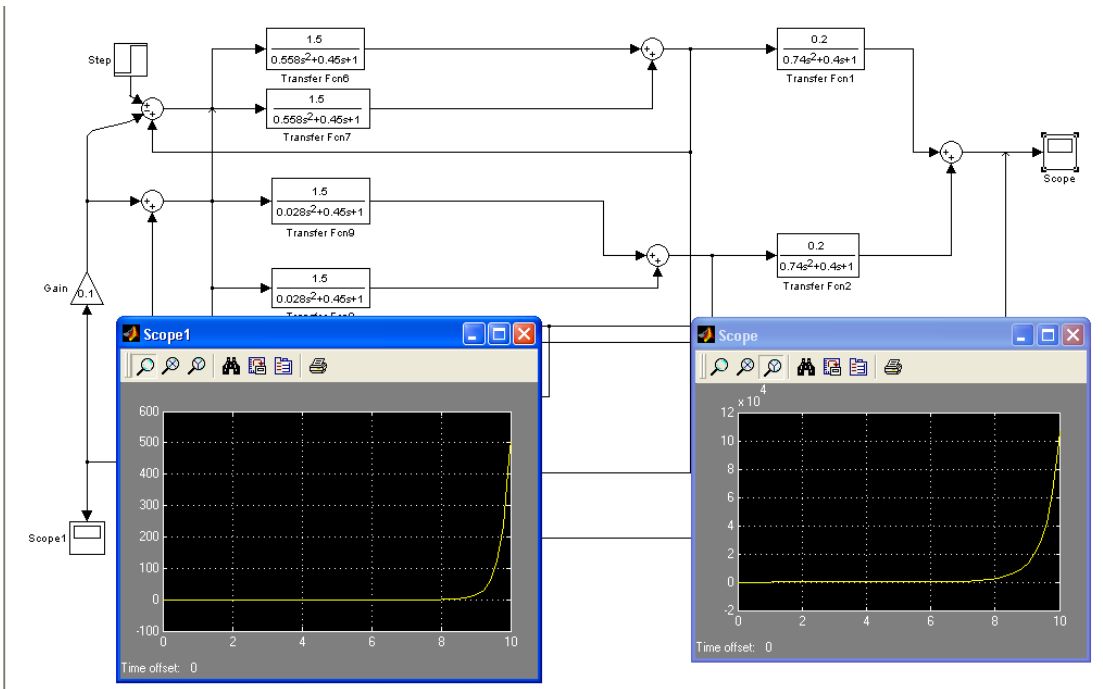 Step
1.5
0.558s²+0.45s+1
Transfer Fcn6
1.5
0.558s²+0.45s+1
Transfer Fcn7
0.2
0.74s²+0.4s+1
Transfer Fcn1
Scope
1.5
0.028s²+0.45s+1
Transfer Fcn9
0.2
0.74s²+0.4s+1
Transfer Fcn2
1.5
0.028s²+0.45s+1
Gain
0.1
Scope1
Scope1
600
500
400
300
200
100
0
-100
0 2 4 6 8 10
Time offset: 0
Scope
x 10⁴
12
10
8
6
4
2
0
-2
0 2 4 6 8 10
Time offset: 0